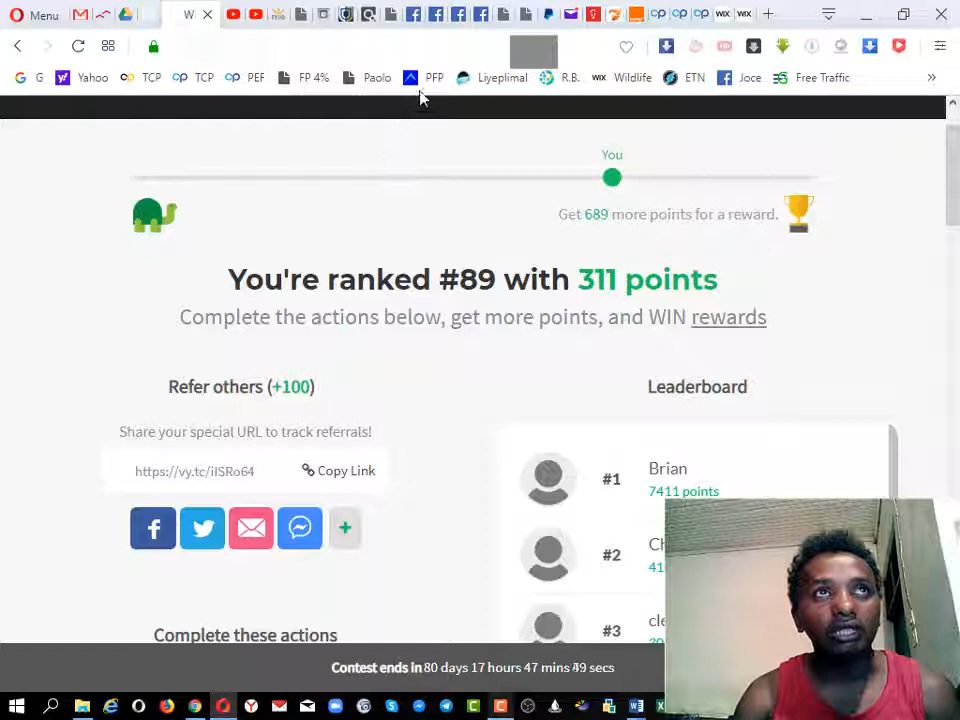 Menu
W
WIX
WIX
G
Yahoo
TCP
TCP
PEF
FP 4%
Paolo
PFP
Liyeplimal
R.B.
WIX Wildlife
ETN
Joce
Free Traffic
You
Get 689 more points for a reward.
You're ranked #89 with 311 points
Complete the actions below, get more points, and WIN rewards
Refer others (+100)
Leaderboard
Share your special URL to track referrals!
https://vy.tc/iISRo64
Copy Link
#1
Brian
7411 points
#2
#3
cle
Complete these actions
Contest ends in 80 days 17 hours 47 mins 49 secs